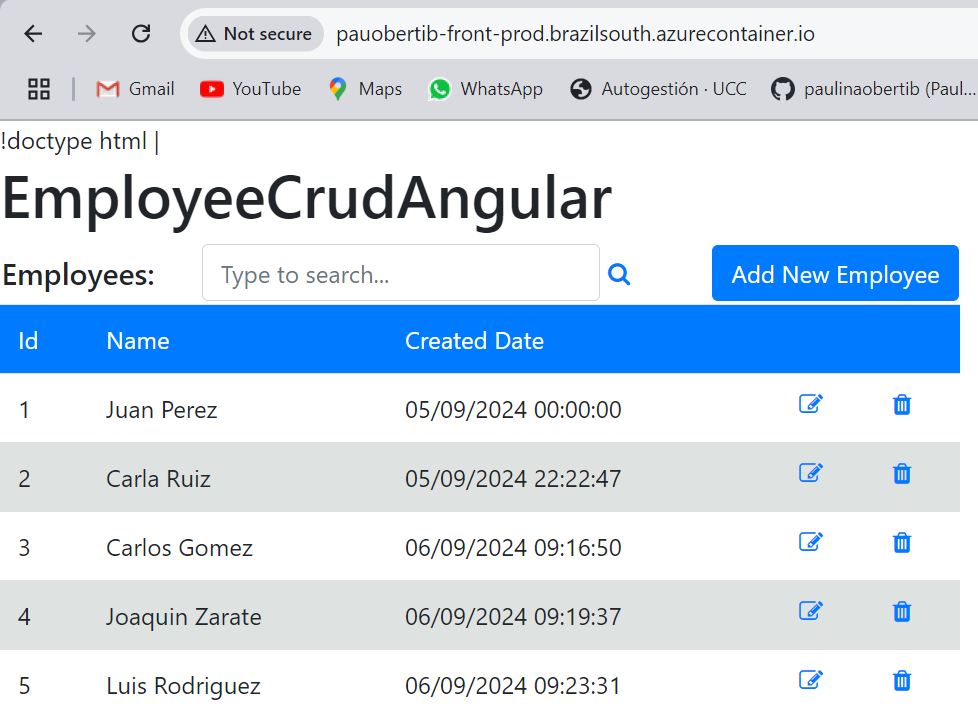 Not secure pauobertib-front-prod.brazilsouth.azurecontainer.io
Gmail YouTube Maps WhatsApp Autogestión · UCC paulinaobertib (Paul...
!doctype html |
EmployeeCrudAngular
Employees: Type to search... Add New Employee
Id Name Created Date
1 Juan Perez 05/09/2024 00:00:00
2 Carla Ruiz 05/09/2024 22:22:47
3 Carlos Gomez 06/09/2024 09:16:50
4 Joaquin Zarate 06/09/2024 09:19:37
5 Luis Rodriguez 06/09/2024 09:23:31